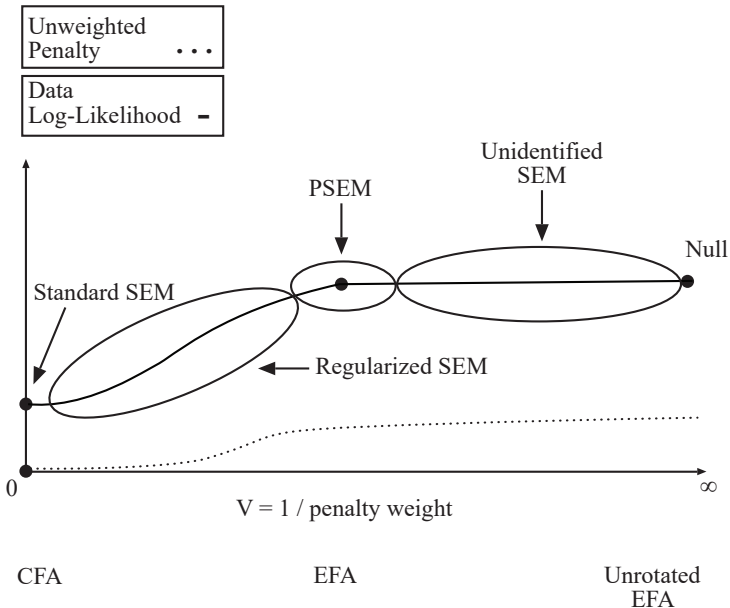 Unweighted
Penalty ...
Data
Log-Likelihood -
Unidentified
SEM
PSEM
Null
Standard SEM
Regularized SEM
0
∞
V = 1 / penalty weight
CFA
EFA
Unrotated
EFA